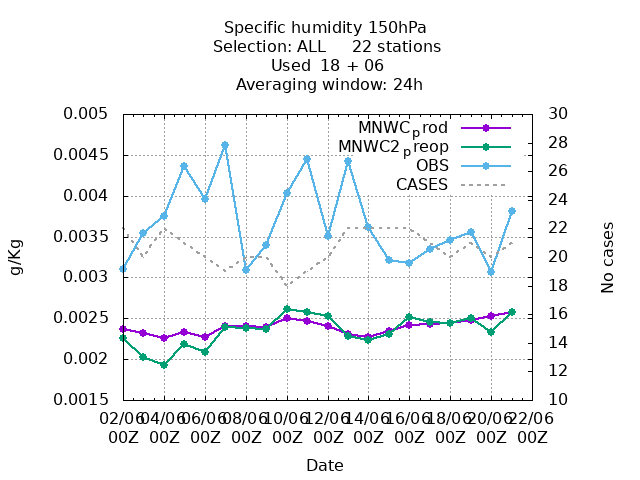 Specific humidity 150hPa
Selection: ALL 22 stations
Used 18 + 06
Averaging window: 24h
0.005
0.0045
0.004
0.0035
0.003
0.0025
0.002
0.0015
g/Kg
MNWCprod
MNWC2preop
OBS
CASES
30
28
26
24
22
20
18
16
14
12
10
No cases
02/06 04/06 06/06 08/06 10/06 12/06 14/06 16/06 18/06 20/06 22/06
00Z 00Z 00Z 00Z 00Z 00Z 00Z 00Z 00Z 00Z 00Z
Date